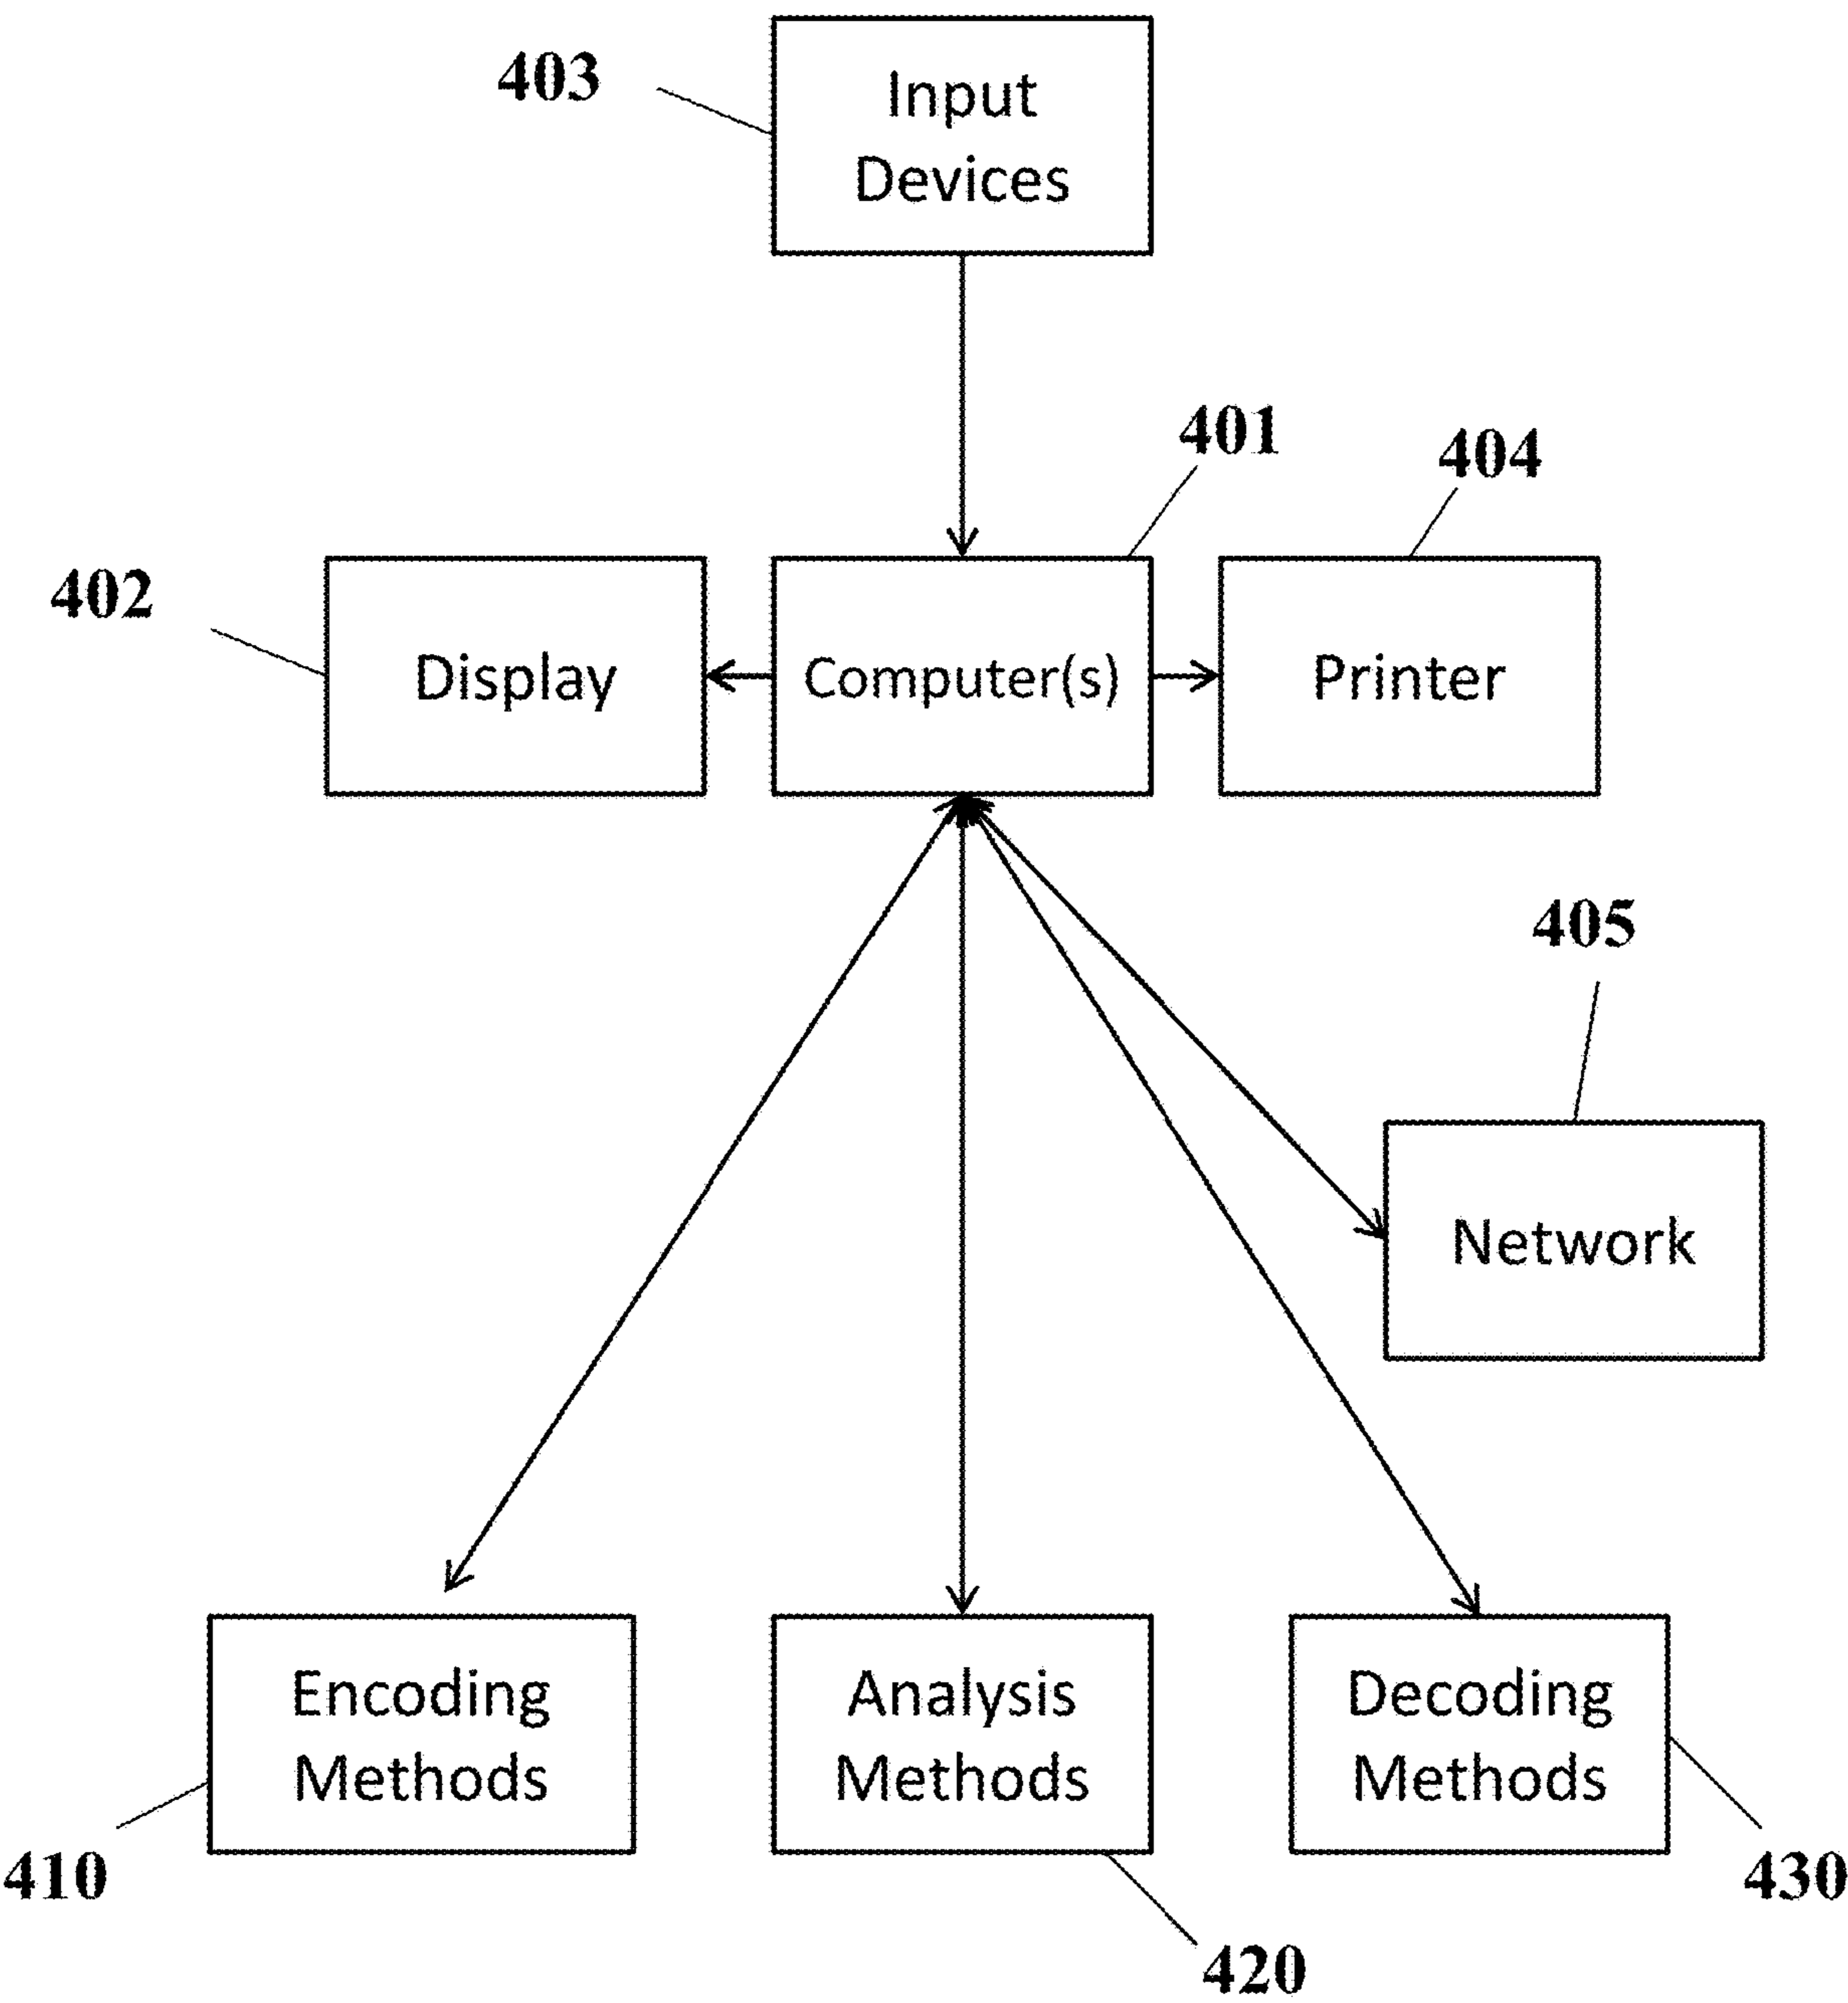 403
Input
Devices
401
404
402
Display
Computer(s)
Printer
405
Network
Encoding
Methods
Analysis
Methods
Decoding
Methods
410
420
430